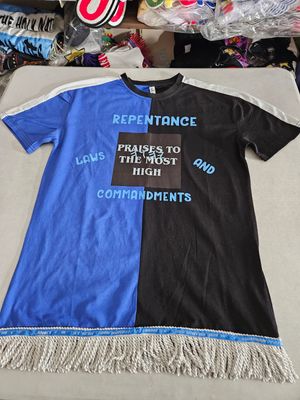 REPENTANCE
PRAISES TO
THE MOST
HIGH
LAWS
AND
COMMANDMENTS